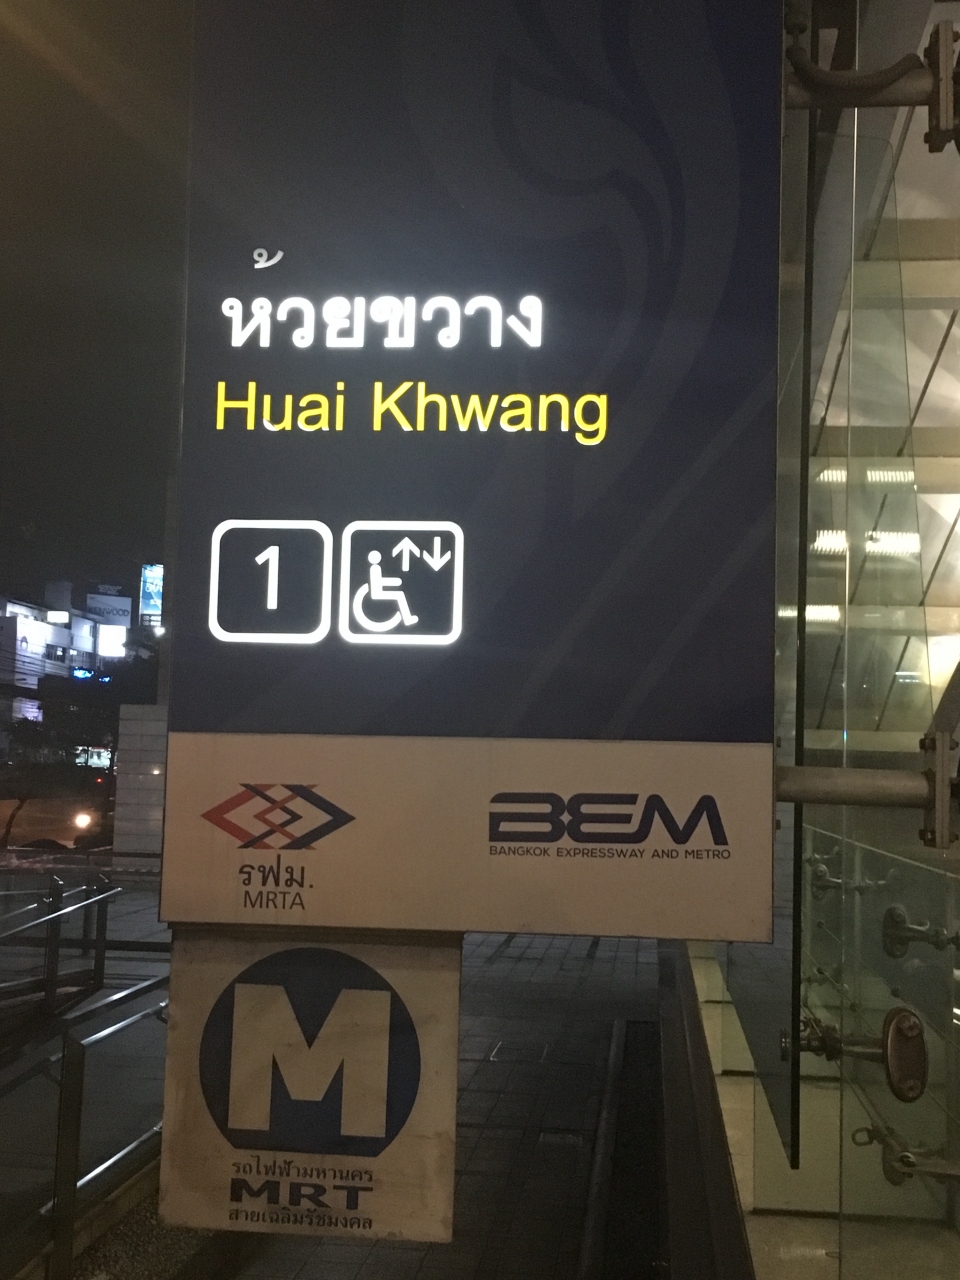 ห้วยขวาง
Huai Khwang
1
รฟม.
MRTA
BEM
BANGKOK EXPRESSWAY AND METRO
M
รถไฟฟ้ามหานคร
MRT
สายเฉลิมรัชมงคล
KENWOOD